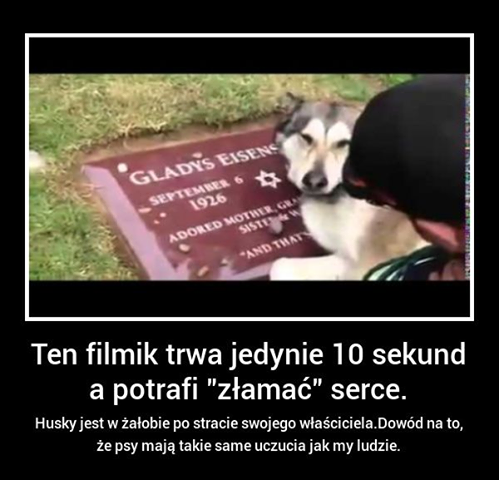 GLADYS EISENS
SEPTEMBER 6
1926
ADORED MOTHER, GRA
SISTER & W
"AND THAT'
Ten filmik trwa jedynie 10 sekund
a potrafi "złamać" serce.
Husky jest w żałobie po stracie swojego właściciela.Dowód na to,
że psy mają takie same uczucia jak my ludzie.